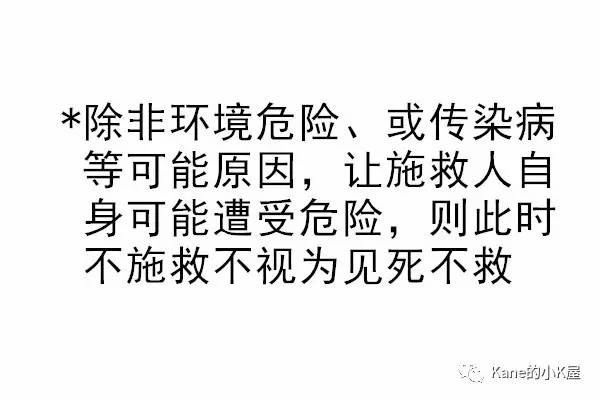 *除非环境危险、或传染病
等可能原因，让施救人自
身可能遭受危险，则此时
不施救不视为见死不救
Kane的小K屋